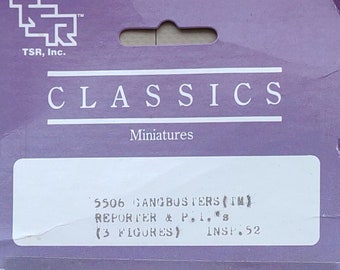 TSR
TSR, Inc.
CLASSICS
Miniatures
5506 GANGBUSTERS(TM)
REPORTER & P.I.*s
(3 FIGURES) INSP.52